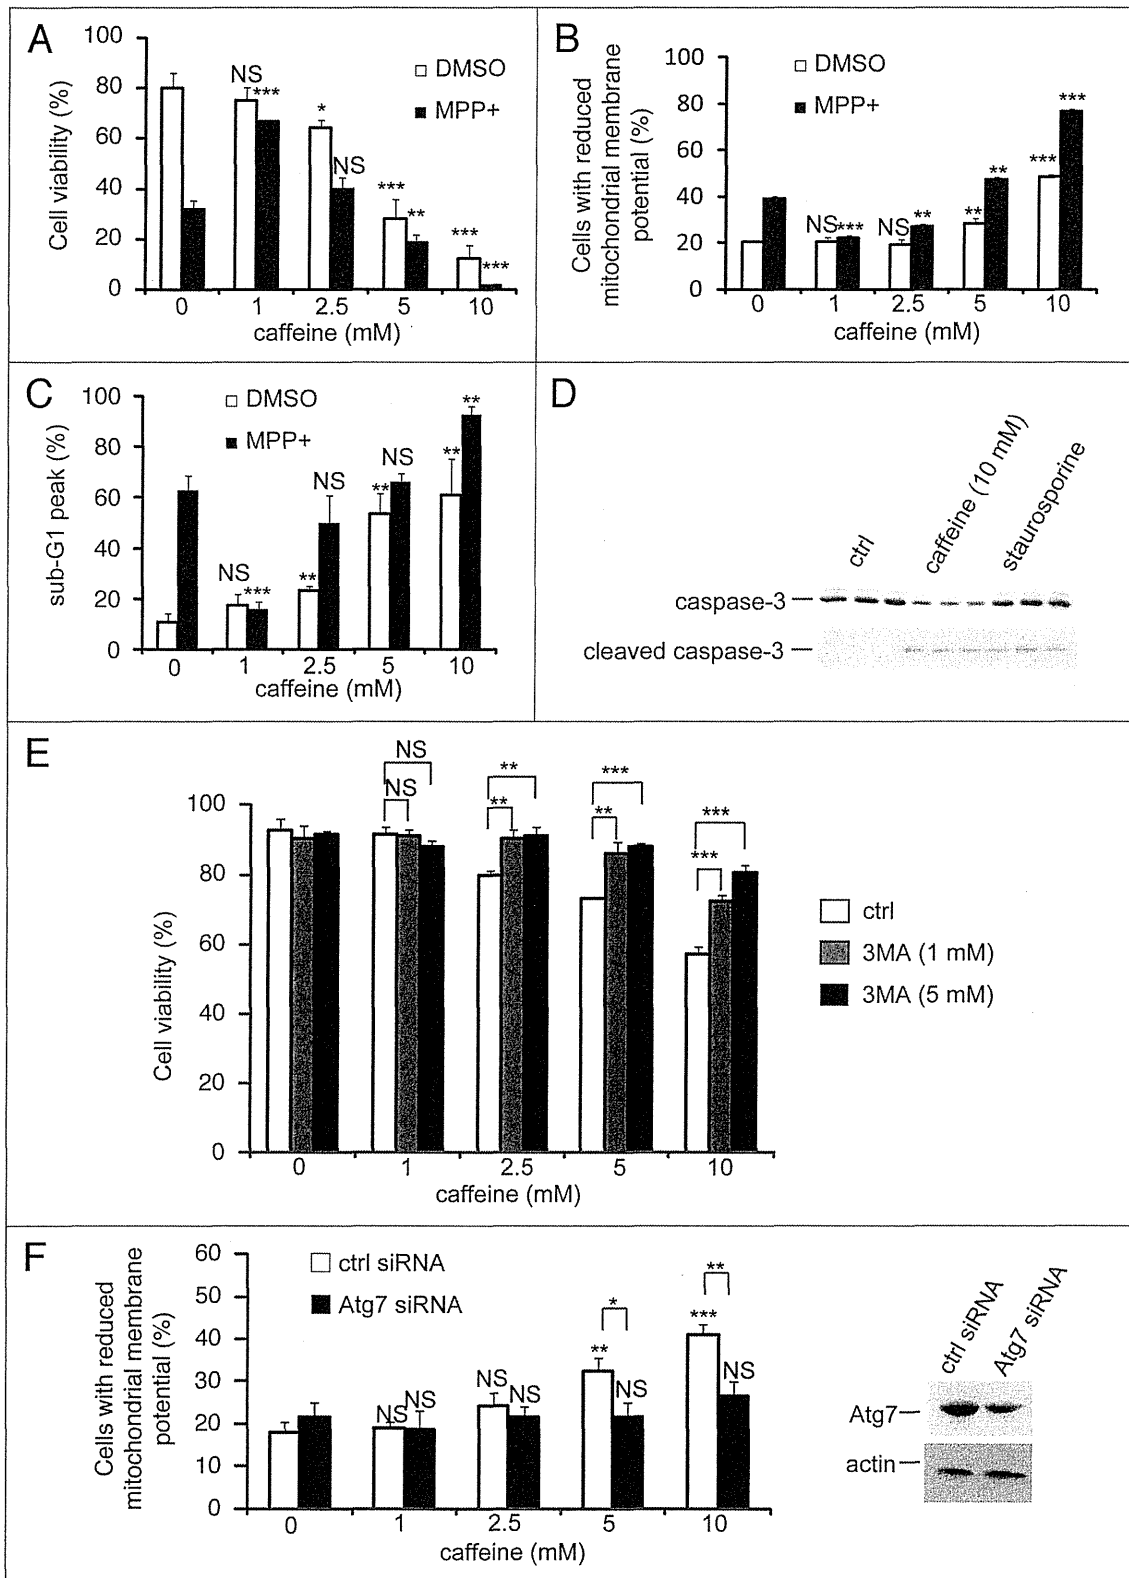 A
Cell viability (%)
100
80
60
40
20
0
DMSO
MPP+
NS
***
*
NS
***
**
***
***
0 1 2.5 5 10
caffeine (mM)
B
Cells with reduced
mitochondrial membrane
potential (%)
100
80
60
40
20
0
DMSO
MPP+
NS
***
NS
**
**
**
***
***
0 1 2.5 5 10
caffeine (mM)
C
sub-G1 peak (%)
100
80
60
40
20
0
DMSO
MPP+
NS
***
**
NS
**
NS
**
**
0 1 2.5 5 10
caffeine (mM)
D
ctrl
caffeine (10 mM)
staurosporine
caspase-3
cleaved caspase-3
E
Cell viability (%)
100
80
60
40
20
0
NS
NS
**
**
***
**
***
***
ctrl
3MA (1 mM)
3MA (5 mM)
0 1 2.5 5 10
caffeine (mM)
F
Cells with reduced
mitochondrial membrane
potential (%)
60
50
40
30
20
10
0
ctrl siRNA
Atg7 siRNA
NS
NS
NS
NS
*
**
NS
**
***
NS
0 1 2.5 5 10
caffeine (mM)
ctrl siRNA
Atg7 siRNA
Atg7
actin